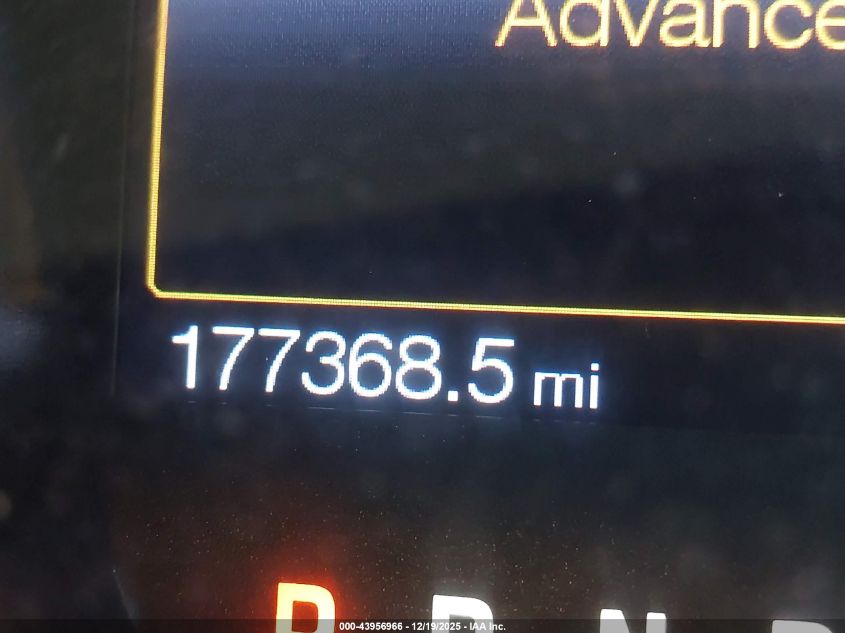 Advance
177368.5 mi
P R N D
000-43956966 - 12/19/2025 - IAA Inc.